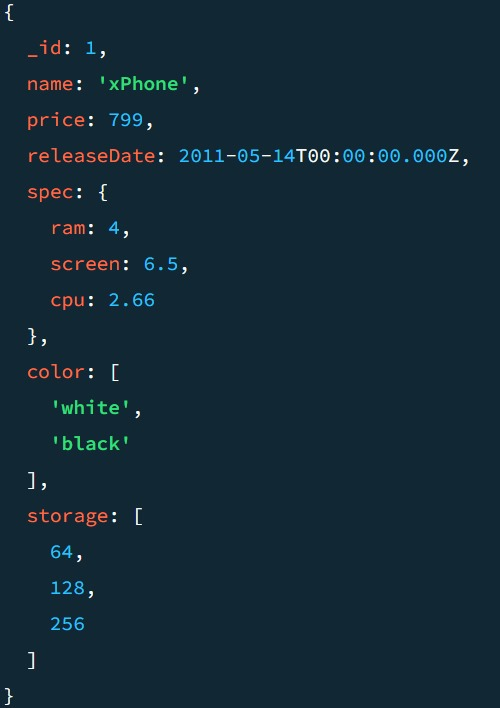 {
  _id: 1,
  name: 'xPhone',
  price: 799,
  releaseDate: 2011-05-14T00:00:00.000Z,
  spec: {
    ram: 4,
    screen: 6.5,
    cpu: 2.66
  },
  color: [
    'white',
    'black'
  ],
  storage: [
    64,
    128,
    256
  ]
}